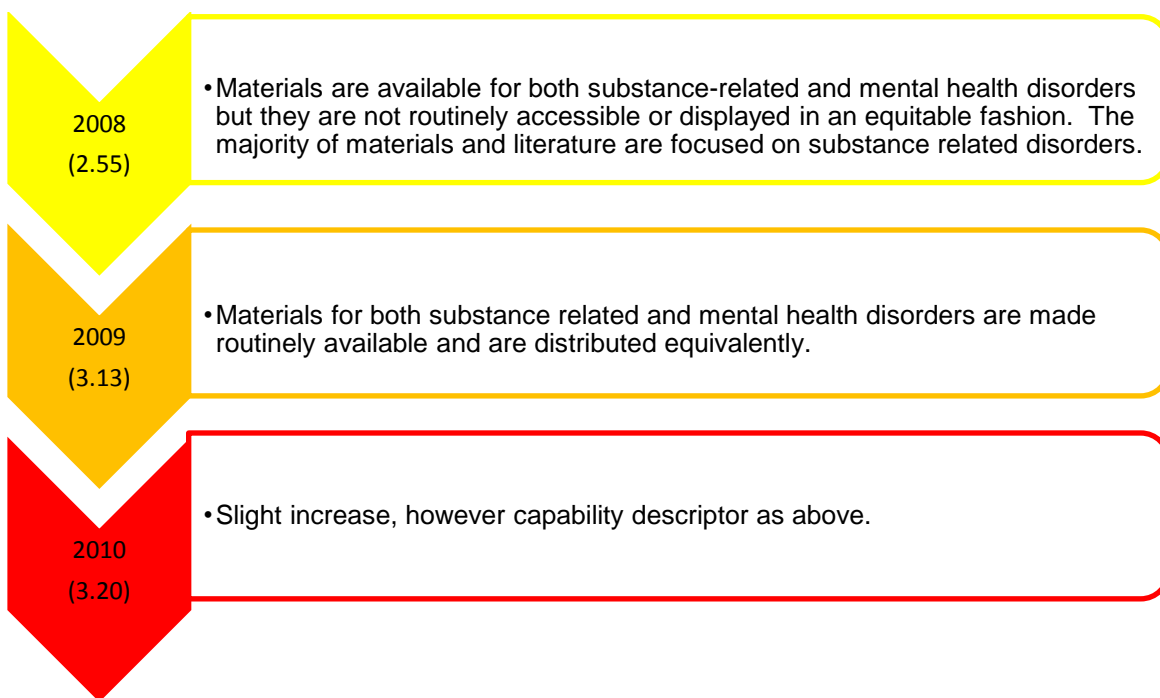 2008
(2.55)
•Materials are available for both substance-related and mental health disorders
but they are not routinely accessible or displayed in an equitable fashion.  The
majority of materials and literature are focused on substance related disorders.
2009
(3.13)
•Materials for both substance related and mental health disorders are made
routinely available and are distributed equivalently.
2010
(3.20)
•Slight increase, however capability descriptor as above.